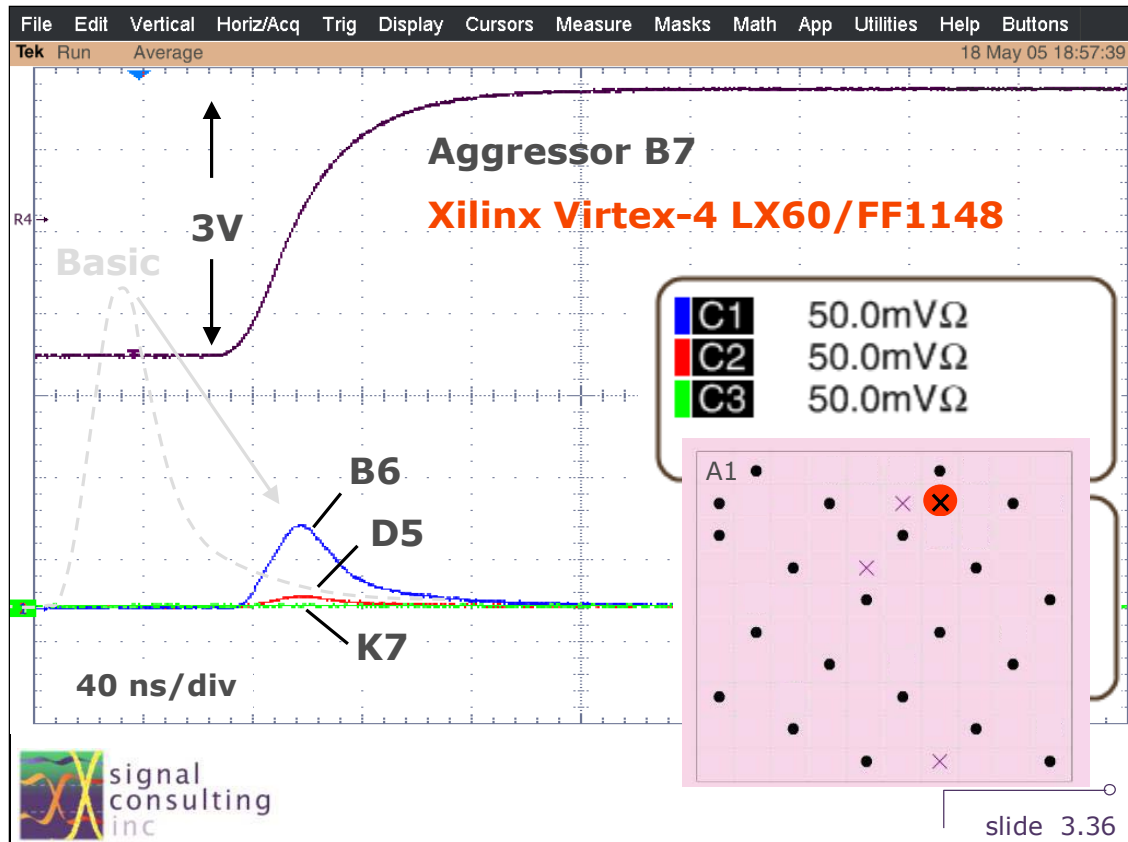 File Edit Vertical Horiz/Acq Trig Display Cursors Measure Masks Math App Utilities Help Buttons
Tek Run Average 18 May 05 18:57:39
Aggressor B7
R4
3V
Xilinx Virtex-4 LX60/FF1148
Basic
C1 50.0mVΩ
C2 50.0mVΩ
C3 50.0mVΩ
A1
B6
D5
K7
40 ns/div
signal
consulting
inc
slide 3.36